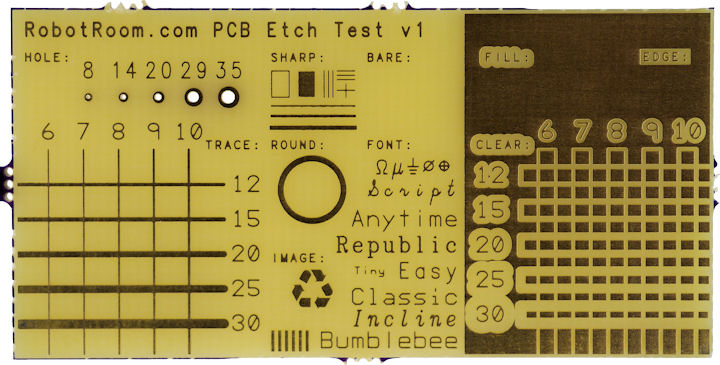 RobotRoom.com PCB Etch Test v1
HOLE: SHARP: BARE: FILL: EDGE:
8 14 20 29 35
6 7 8 9 10
TRACE: ROUND: FONT: CLEAR:
6 7 8 9 10
Ωµ⏚⌀⊕
12 Script 12
15 Anytime 15
20 Republic 20
IMAGE: Tiny Easy
25 Classic 25
30 Incline 30
Bumblebee